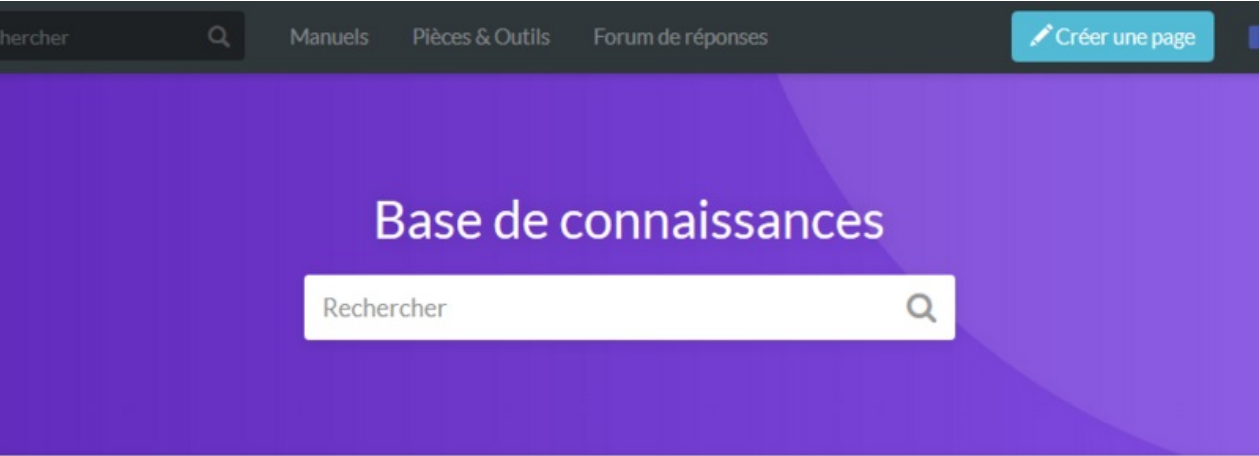 Manuels Pièces & Outils Forum de réponses Créer une page
Base de connaissances
Rechercher